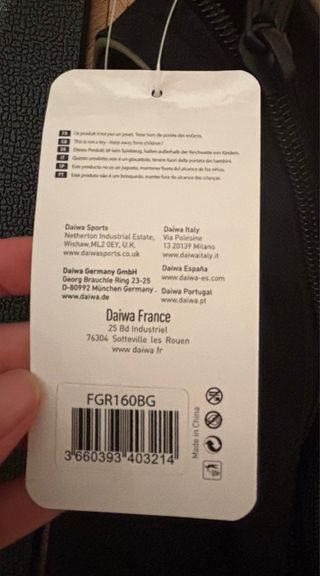 FR Ce produit n'est pas un jouet. Tenir hors de portée des enfants.
GB This is not a toy - Keep away from children !
DE Dieses Produkt ist kein Spielzeug, halten außerhalb der Reichweite von Kindern.
IT Questo prodotto non è un giocattolo, tenere fuori della portata dei bambini.
SP Este producto no es un juguete, mantener fuera del alcance de los niños.
PT Este produto não é um brinquedo, manter fora do alcance das crianças.
Daiwa Sports
Netherton Industrial Estate,
Wishaw,ML2 0EY, U.K.
www.daiwasports.co.uk
Daiwa Italy
Via Polesine
13 20139 Milano
www.daiwaitaly.it
Daiwa Germany GmbH
Georg Brauchle Ring 23-25
D-80992 München Germany
www.daiwa.de
Daiwa España
www.daiwa-es.com
Daiwa Portugal
www.daiwa.pt
Daiwa France
25 Bd Industriel
76304 Sotteville les Rouen
www daiwa fr
FGR160BG
3 660393 403214
Made in China